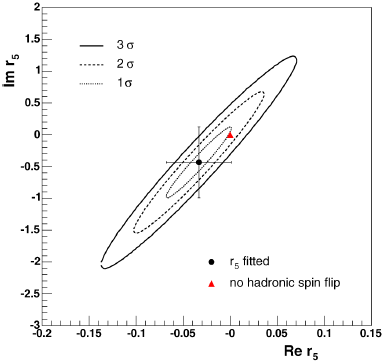 Im r5
2
1.5
1
0.5
0
-0.5
-1
-1.5
-2
-2.5
-3
3 σ
2 σ
1 σ
r5 fitted
no hadronic spin flip
-0.2 -0.15 -0.1 -0.05 -0 0.05 0.1 0.15
Re r5